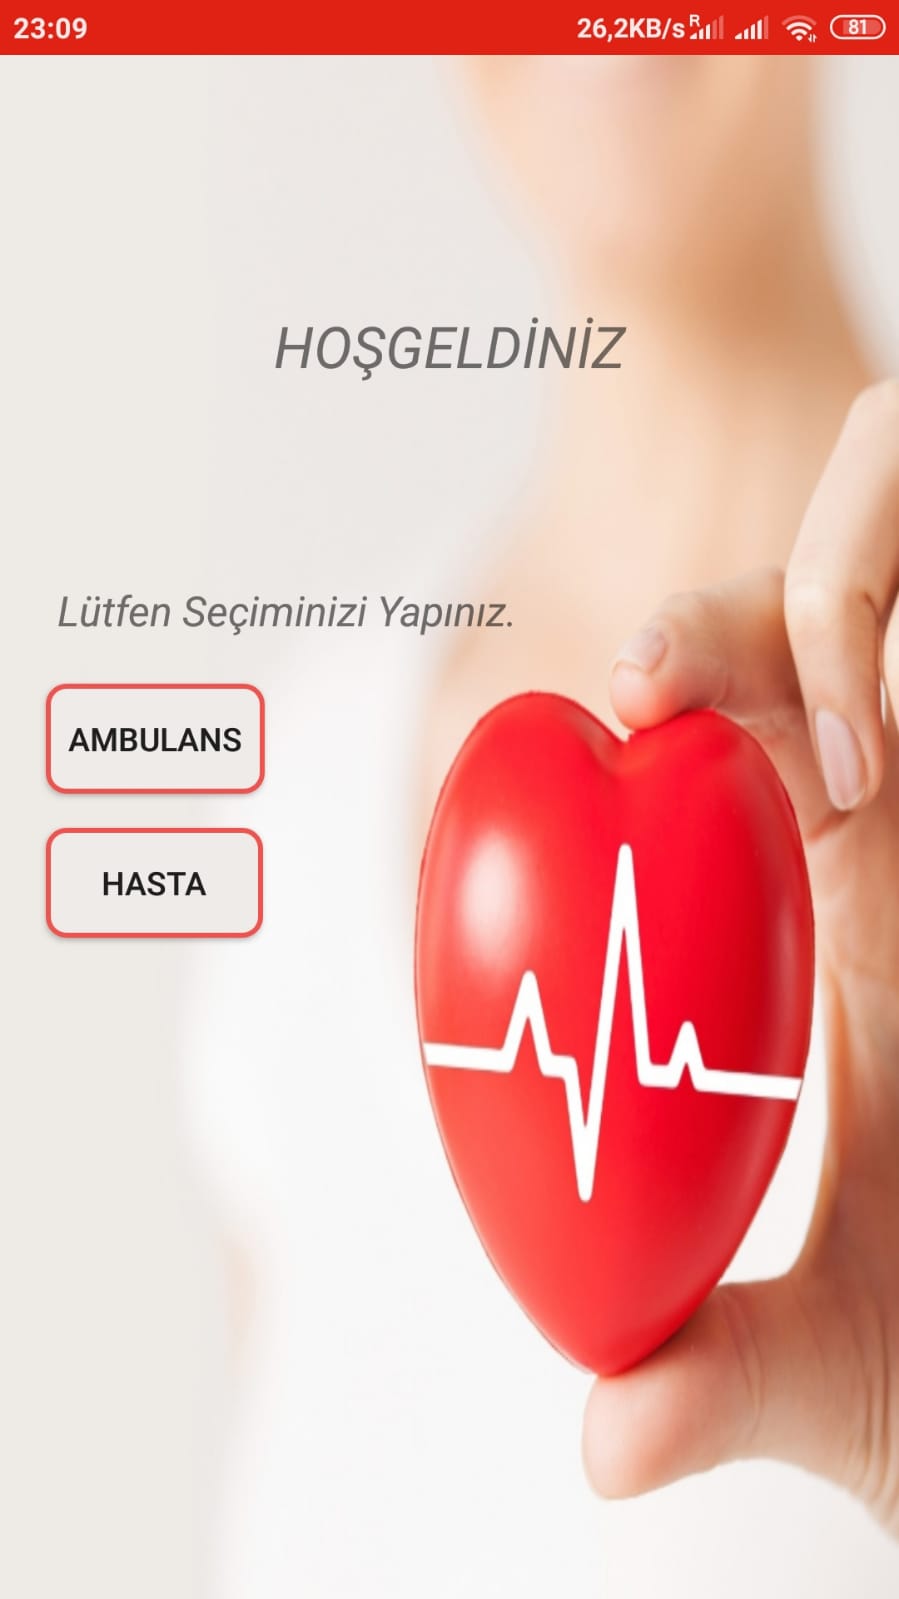 23:09
26,2KB/s R 81
HOŞGELDİNİZ
Lütfen Seçiminizi Yapınız.
AMBULANS
HASTA